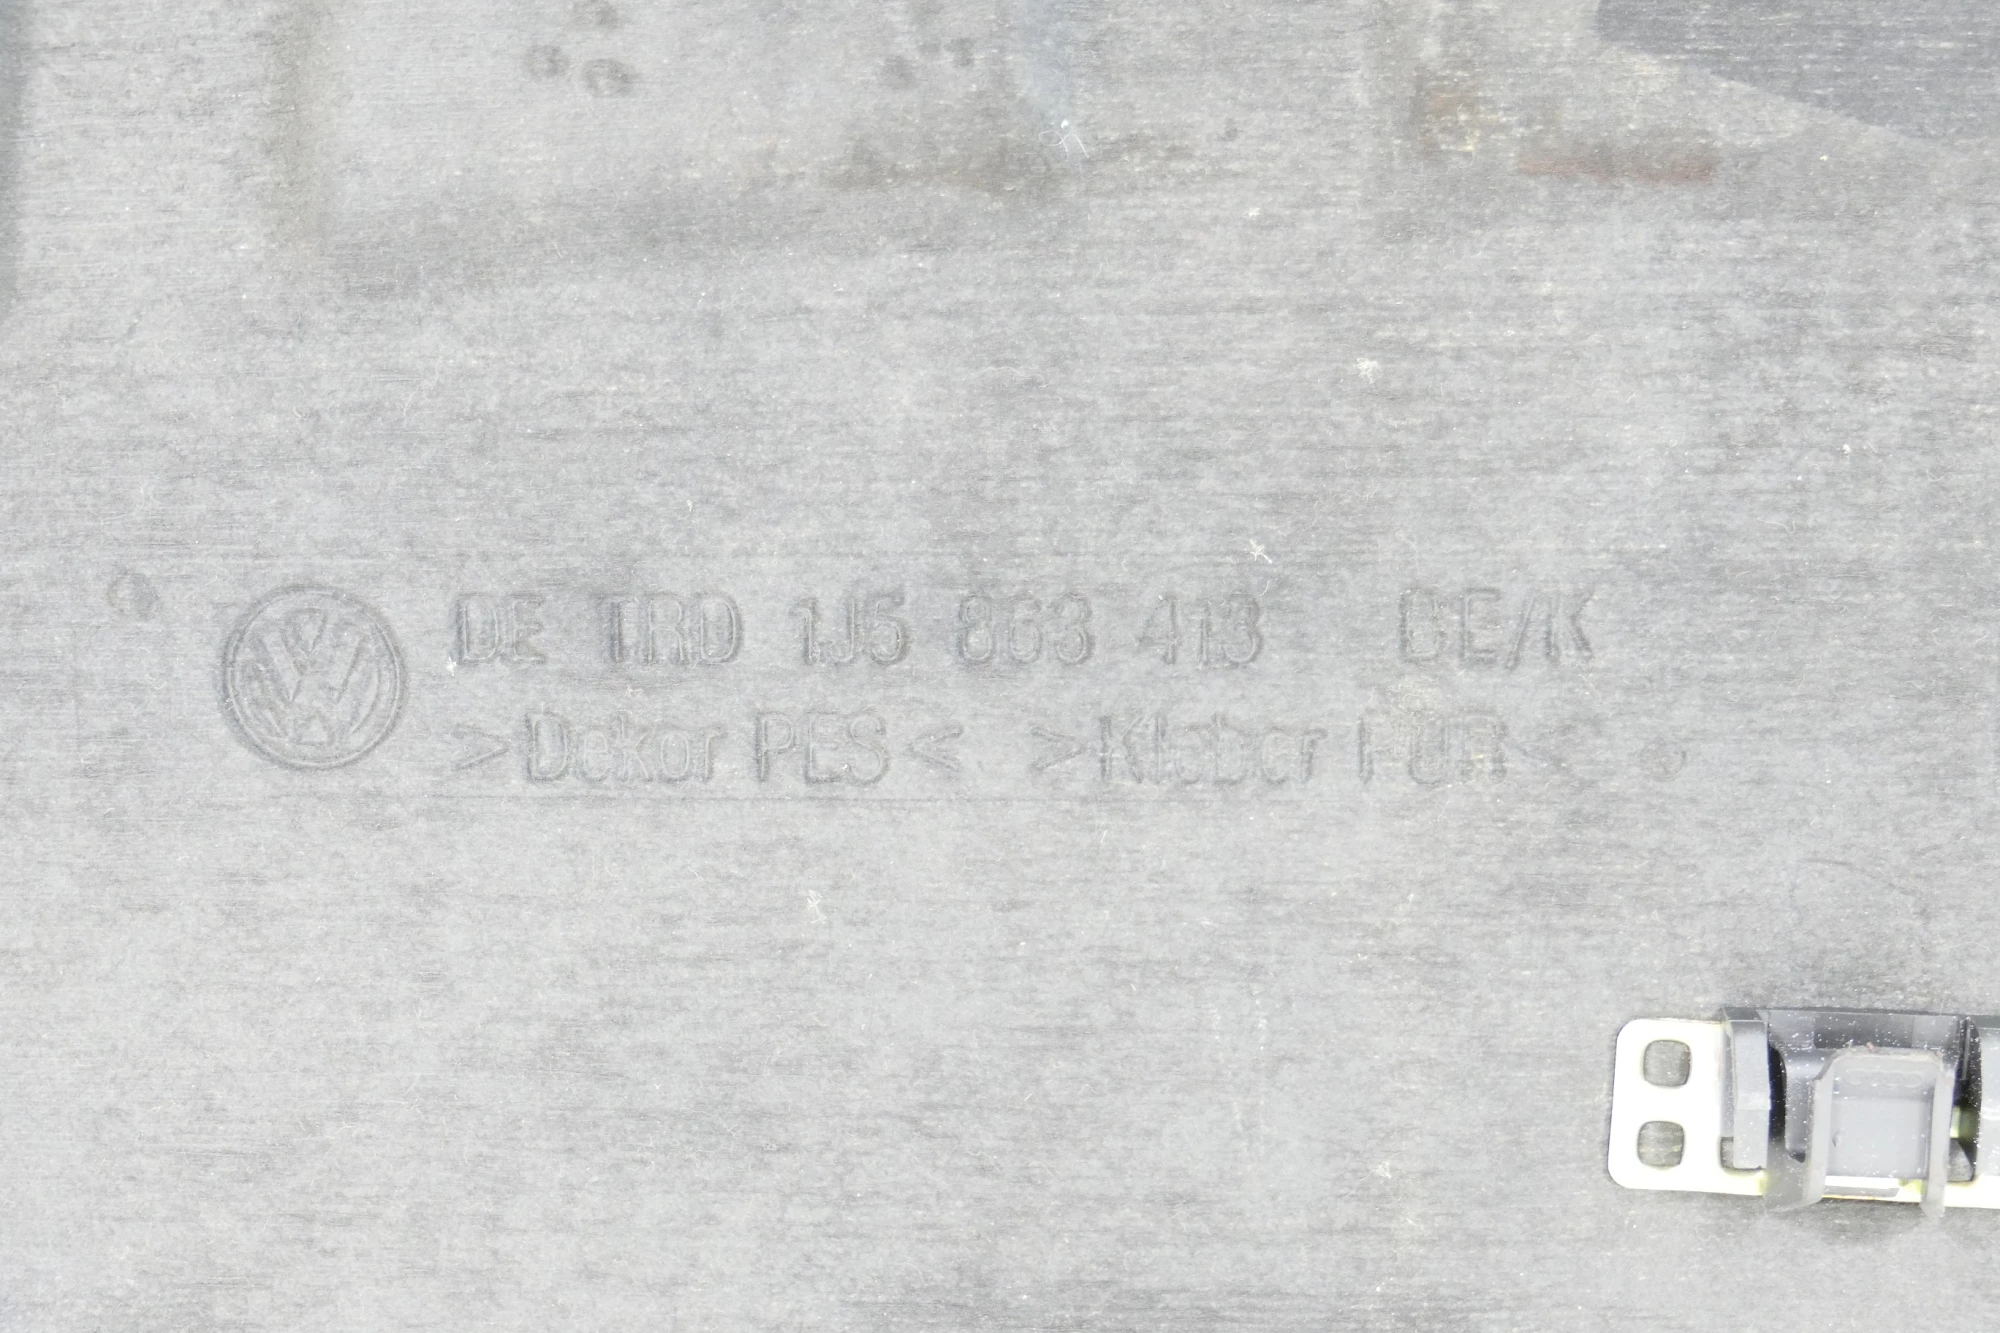 DE TRD 1J5 863 413 BE/K
>Dekor PES< >Kleber PUR<